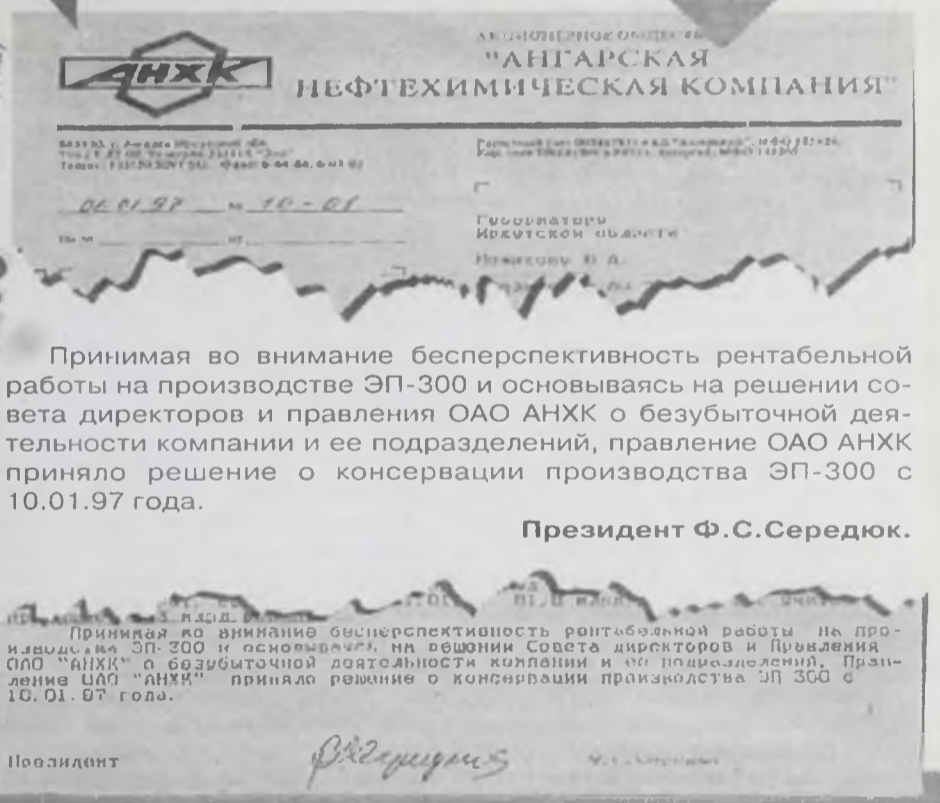 АНХК
АКЦИОНЕРНОЕ ОБЩЕСТВО
"АНГАРСКАЯ
НЕФТЕХИМИЧЕСКАЯ КОМПАНИЯ"
06.01.97 № 10-01
Губернатору
Иркутской области
Принимая во внимание бесперспективность рентабельной
работы на производстве ЭП-300 и основываясь на решении со-
вета директоров и правления ОАО АНХК о безубыточной дея-
тельности компании и ее подразделений, правление ОАО АНХК
приняло решение о консервации производства ЭП-300 с
10.01.97 года.
Президент Ф.С.Середюк.
Принимая во внимание бесперспективность рентабельной работы на про-
изводстве ЭП-300 и основываясь на решении Совета директоров и Правления
ОАО "АНХК" о безубыточной деятельности компании и ее подразделений, Прав-
ление ОАО "АНХК" приняло решение о консервации производства ЭП 300 с
10.01.97 года.
Президент